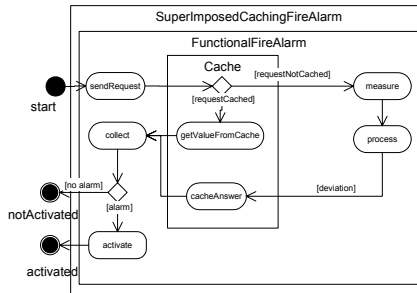 SuperImposedCachingFireAlarm
FunctionalFireAlarm
Cache
[requestNotCached]
sendRequest
measure
start
[requestCached]
collect
getValueFromCache
process
[no alarm]
[deviation]
cacheAnswer
notActivated
[alarm]
activate
activated